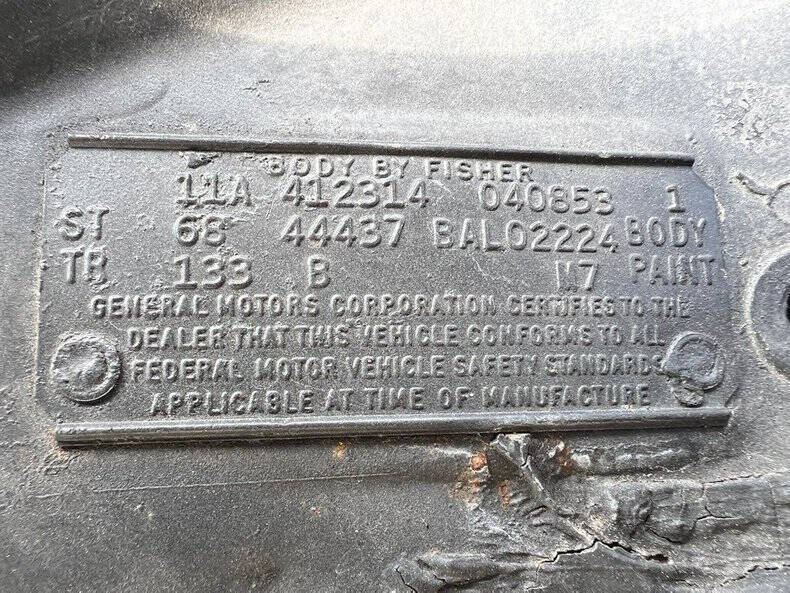 BODY BY FISHER
11A 412314 040853 1
ST 68 44437 BAL02224 BODY
TR 133 B M7 PAINT
GENERAL MOTORS CORPORATION CERTIFIES TO THE
DEALER THAT THIS VEHICLE CONFORMS TO ALL
FEDERAL MOTOR VEHICLE SAFETY STANDARDS
APPLICABLE AT TIME OF MANUFACTURE